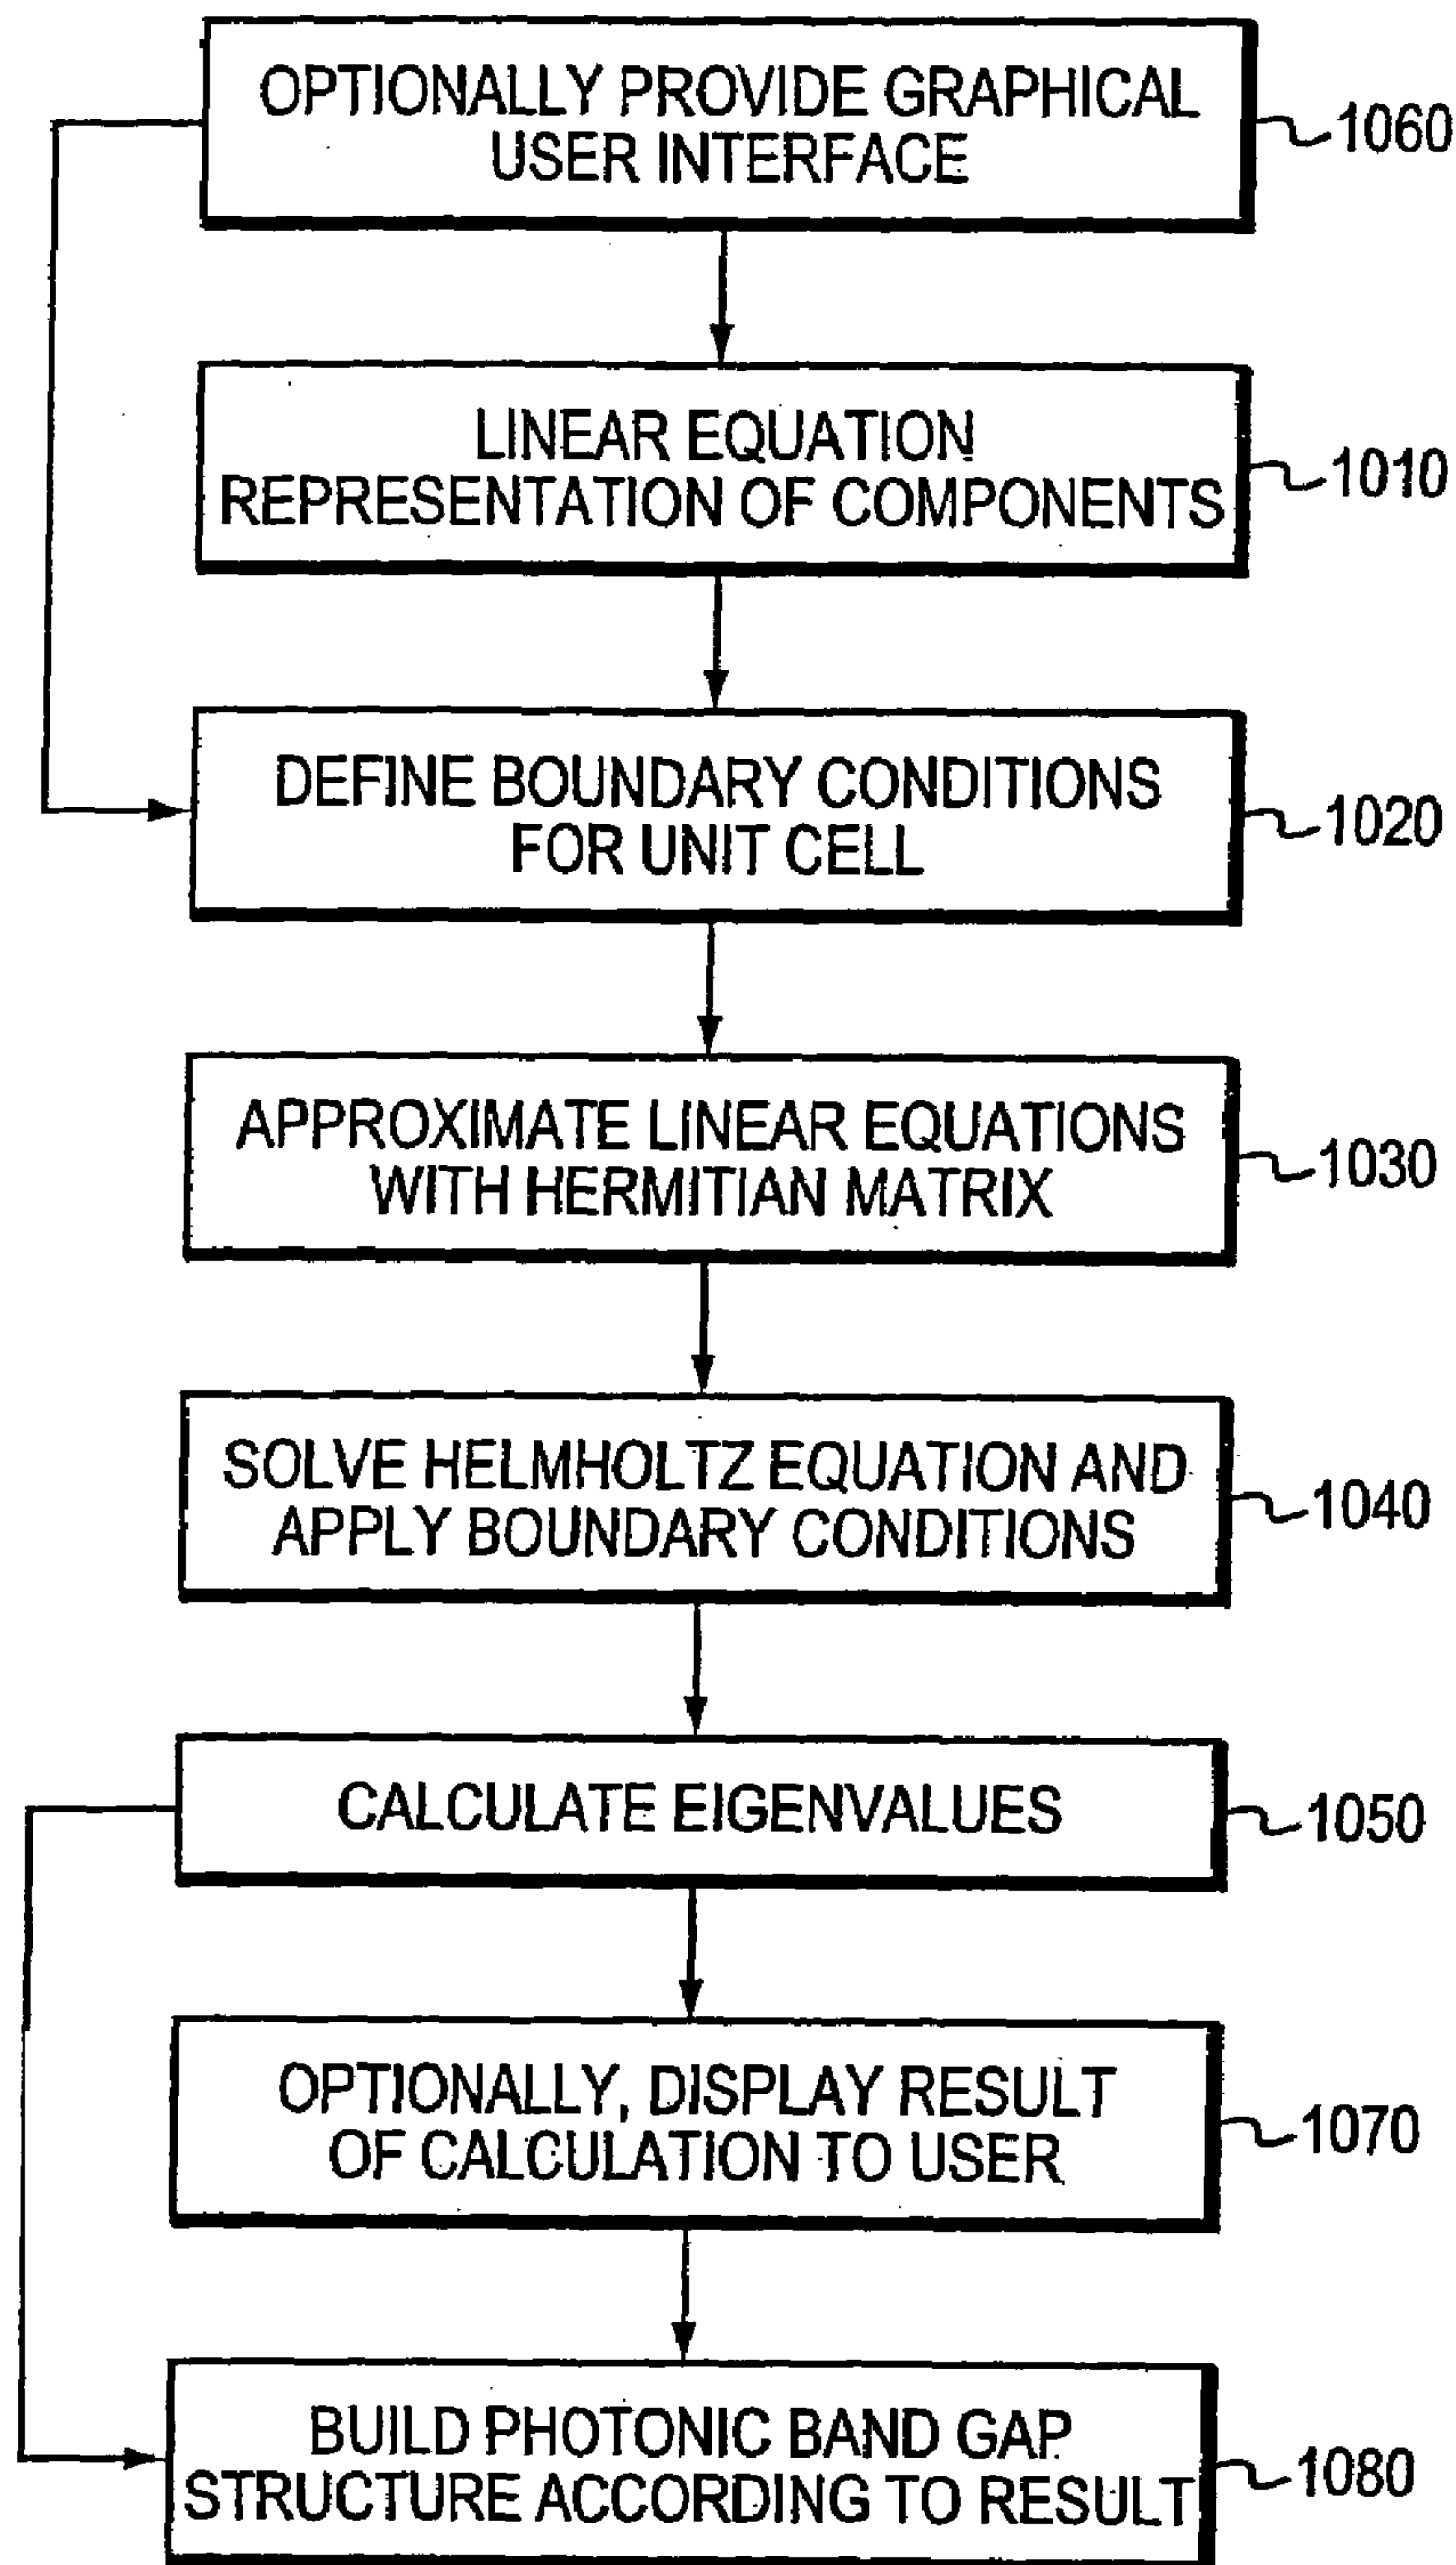 OPTIONALLY PROVIDE GRAPHICAL
USER INTERFACE
1060
LINEAR EQUATION
REPRESENTATION OF COMPONENTS
1010
DEFINE BOUNDARY CONDITIONS
FOR UNIT CELL
1020
APPROXIMATE LINEAR EQUATIONS
WITH HERMITIAN MATRIX
1030
SOLVE HELMHOLTZ EQUATION AND
APPLY BOUNDARY CONDITIONS
1040
CALCULATE EIGENVALUES
1050
OPTIONALLY, DISPLAY RESULT
OF CALCULATION TO USER
1070
BUILD PHOTONIC BAND GAP
STRUCTURE ACCORDING TO RESULT
1080